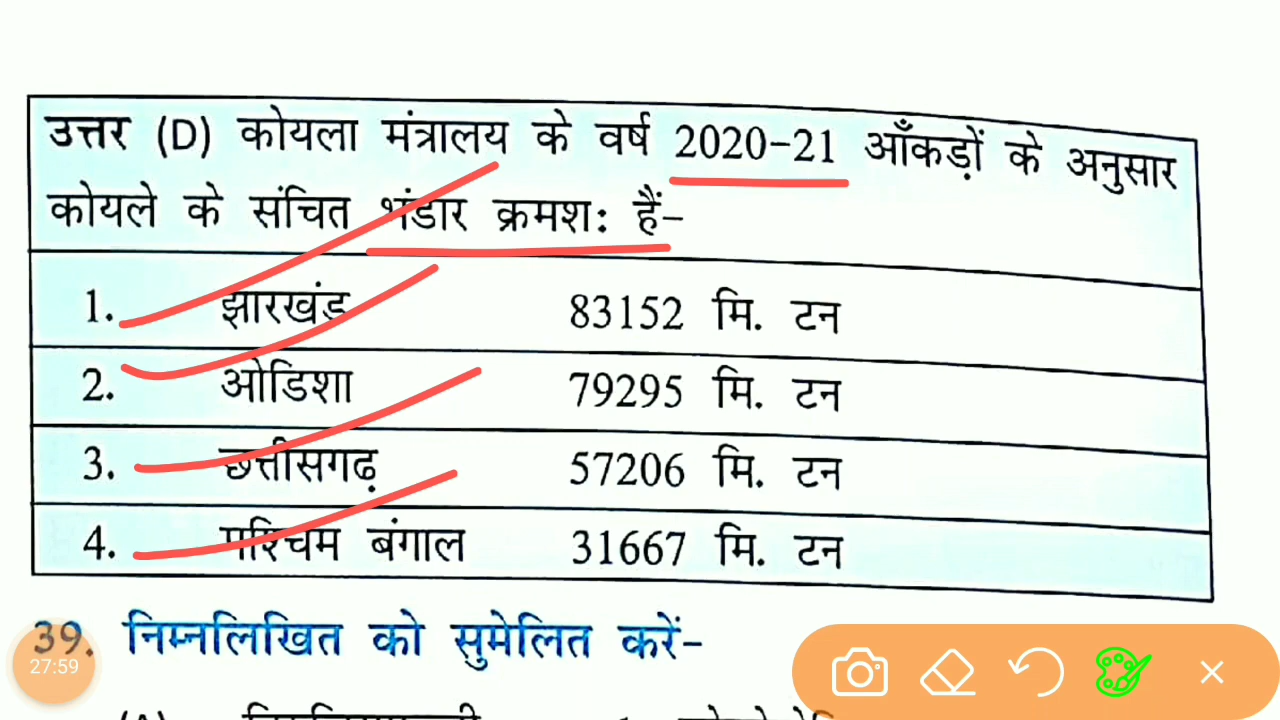 उत्तर (D) कोयला मंत्रालय के वर्ष 2020-21 आँकड़ों के अनुसार
कोयले के संचित भंडार क्रमशः हैं-
1. झारखंड 83152 मि. टन
2. ओडिशा 79295 मि. टन
3. छत्तीसगढ़ 57206 मि. टन
4. पश्चिम बंगाल 31667 मि. टन
39. निम्नलिखित को सुमेलित करें-
27:59